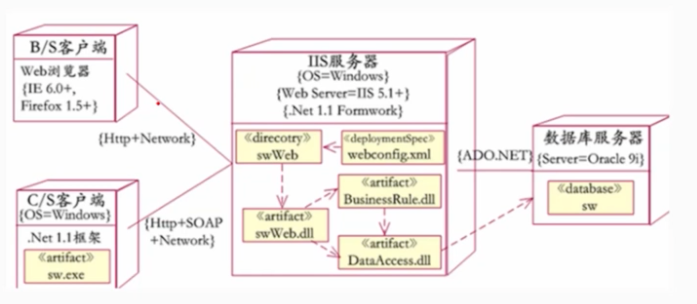 B/S客户端
Web浏览器
{IE 6.0+,
Firefox 1.5+}
{Http+Network}
C/S客户端
{OS=Windows}
.Net 1.1框架
«artifact»
sw.exe
{Http+SOAP
+Network}
IIS服务器
{OS=Windows}
{Web Server=IIS 5.1+}
{.Net 1.1 Formwork}
«direcotry»
swWeb
«deploymentSpec»
webconfig.xml
«artifact»
swWeb.dll
«artifact»
BusinessRule.dll
«artifact»
DataAccess.dll
{ADO.NET}
数据库服务器
{Server=Oracle 9i}
«database»
sw